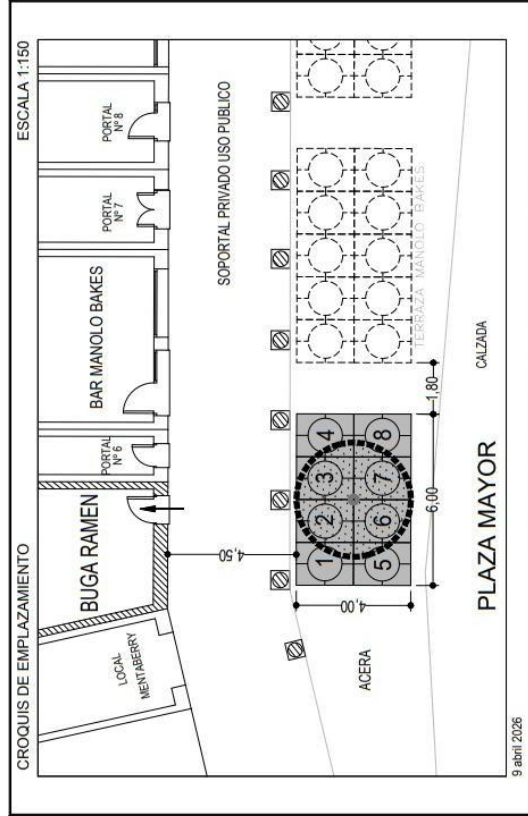 CROQUIS DE EMPLAZAMIENTO
ESCALA 1:150
LOCAL
MENTABERRY
BUGA RAMEN
PORTAL
Nº 6
BAR MANOLO BAKES
PORTAL
Nº 7
PORTAL
Nº 8
4,50
SOPORTAL PRIVADO USO PUBLICO
ACERA
4,00
1
2
3
4
5
6
7
8
TERRAZA MANOLO BAKES
6,00
1,80
CALZADA
PLAZA MAYOR
9 abril 2026